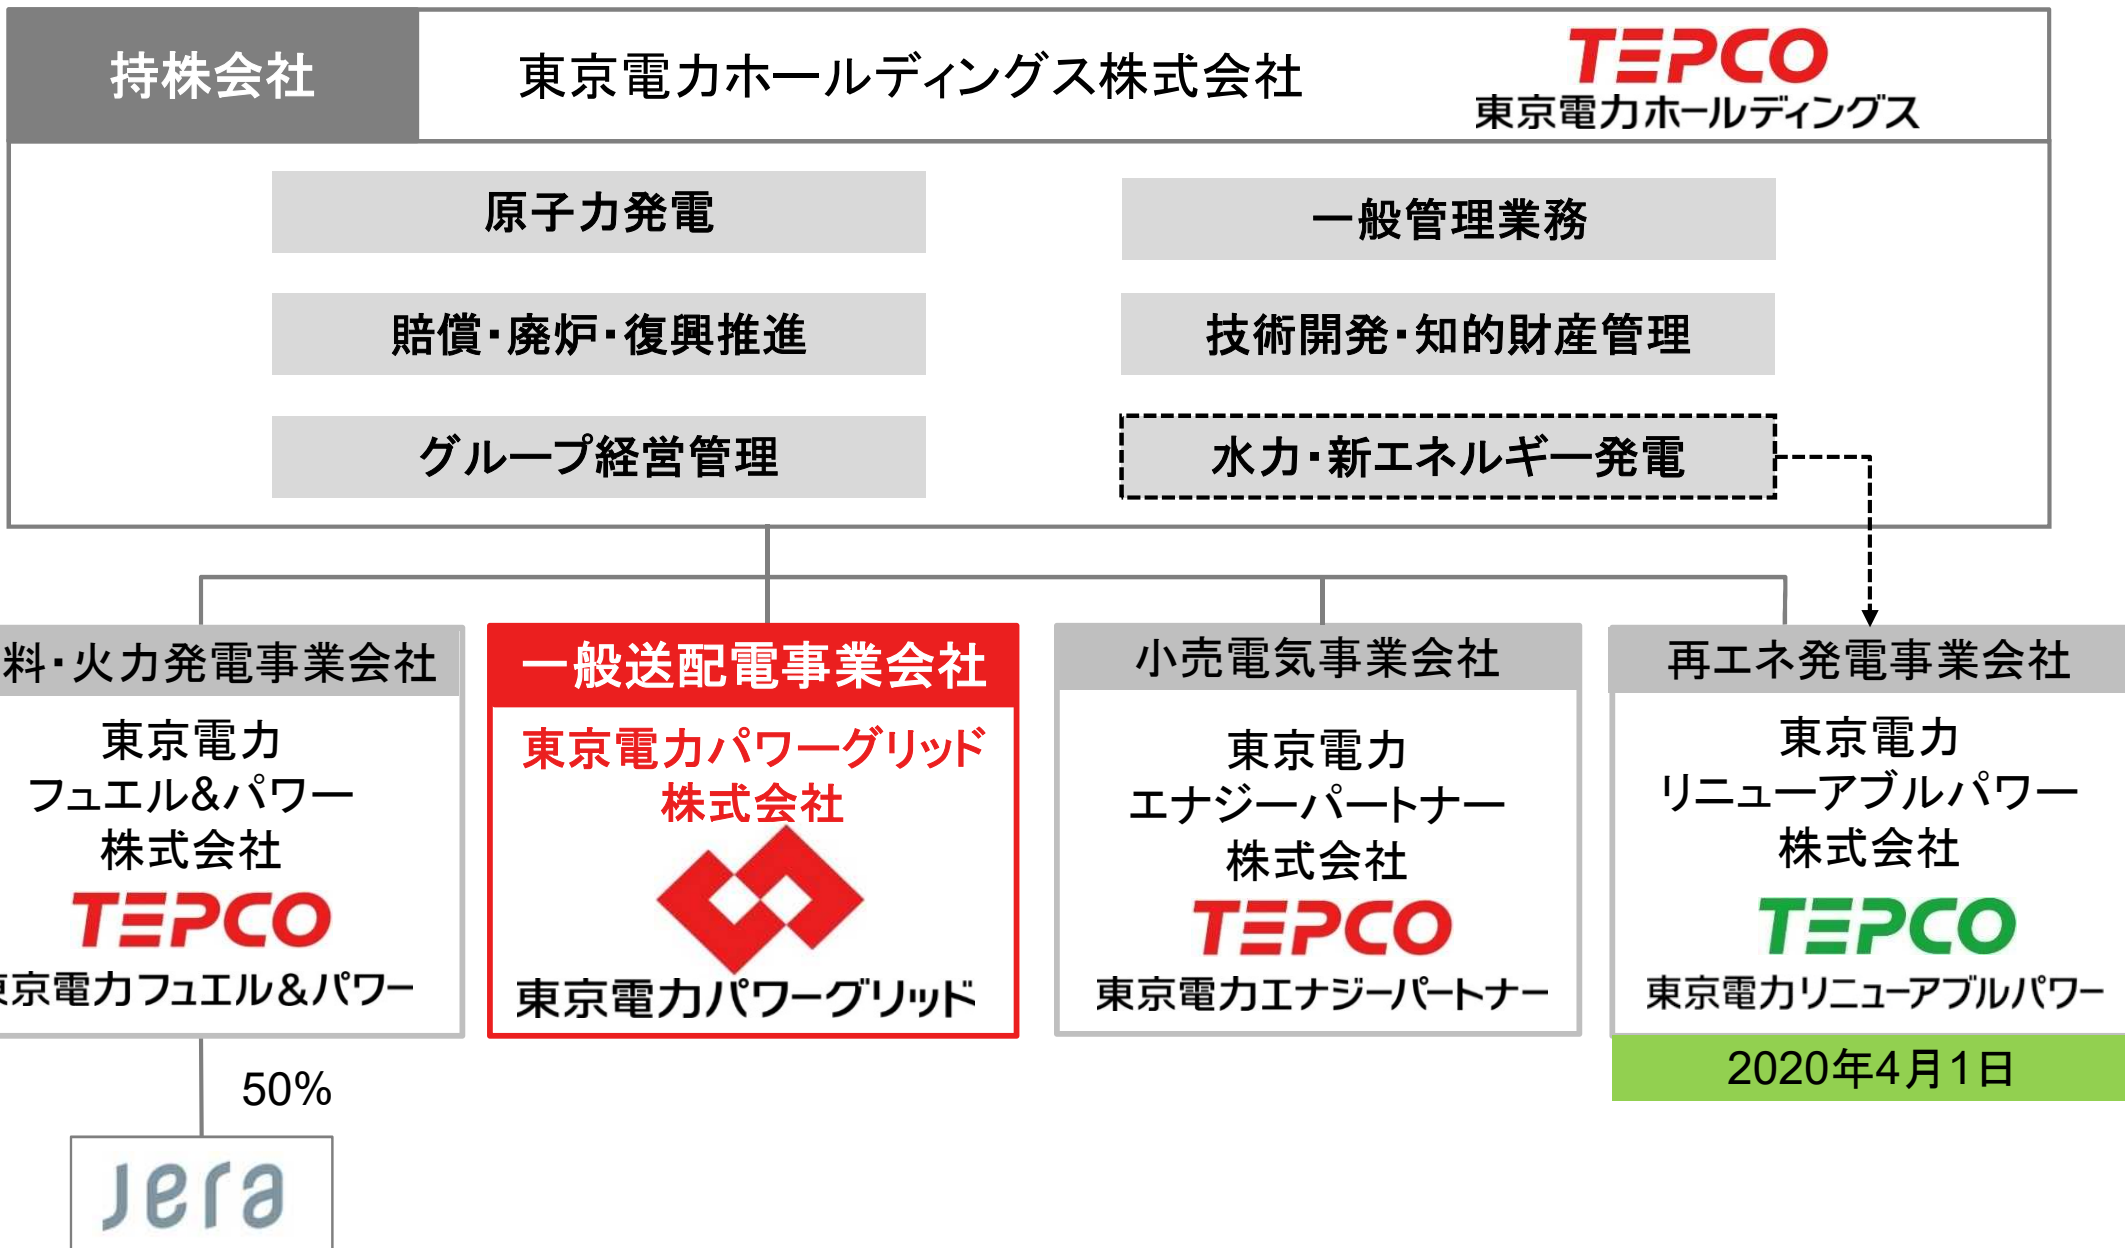 持株会社
東京電力ホールディングス株式会社
TEPCO
東京電力ホールディングス
原子力発電
一般管理業務
賠償・廃炉・復興推進
技術開発・知的財産管理
グループ経営管理
水力・新エネルギー発電
料・火力発電事業会社
東京電力
フュエル&パワー
株式会社
TEPCO
東京電力フュエル&パワー
50%
Jera
一般送配電事業会社
東京電力パワーグリッド
株式会社
東京電力パワーグリッド
小売電気事業会社
東京電力
エナジーパートナー
株式会社
TEPCO
東京電力エナジーパートナー
再エネ発電事業会社
東京電力
リニューアブルパワー
株式会社
TEPCO
東京電力リニューアブルパワー
2020年4月1日